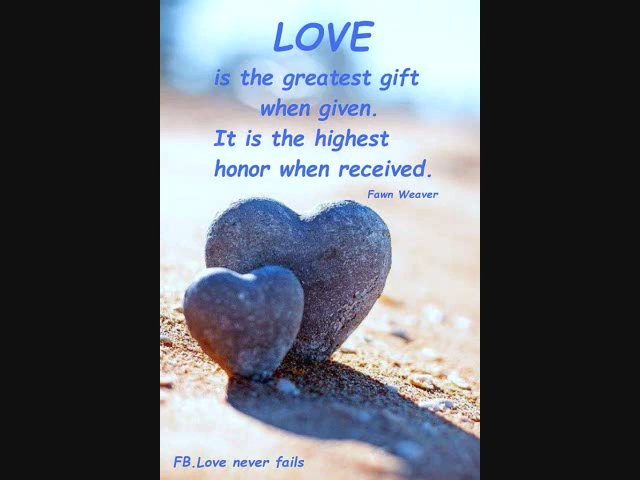 LOVE
is the greatest gift
when given.
It is the highest
honor when received.
Fawn Weaver
FB.Love never fails